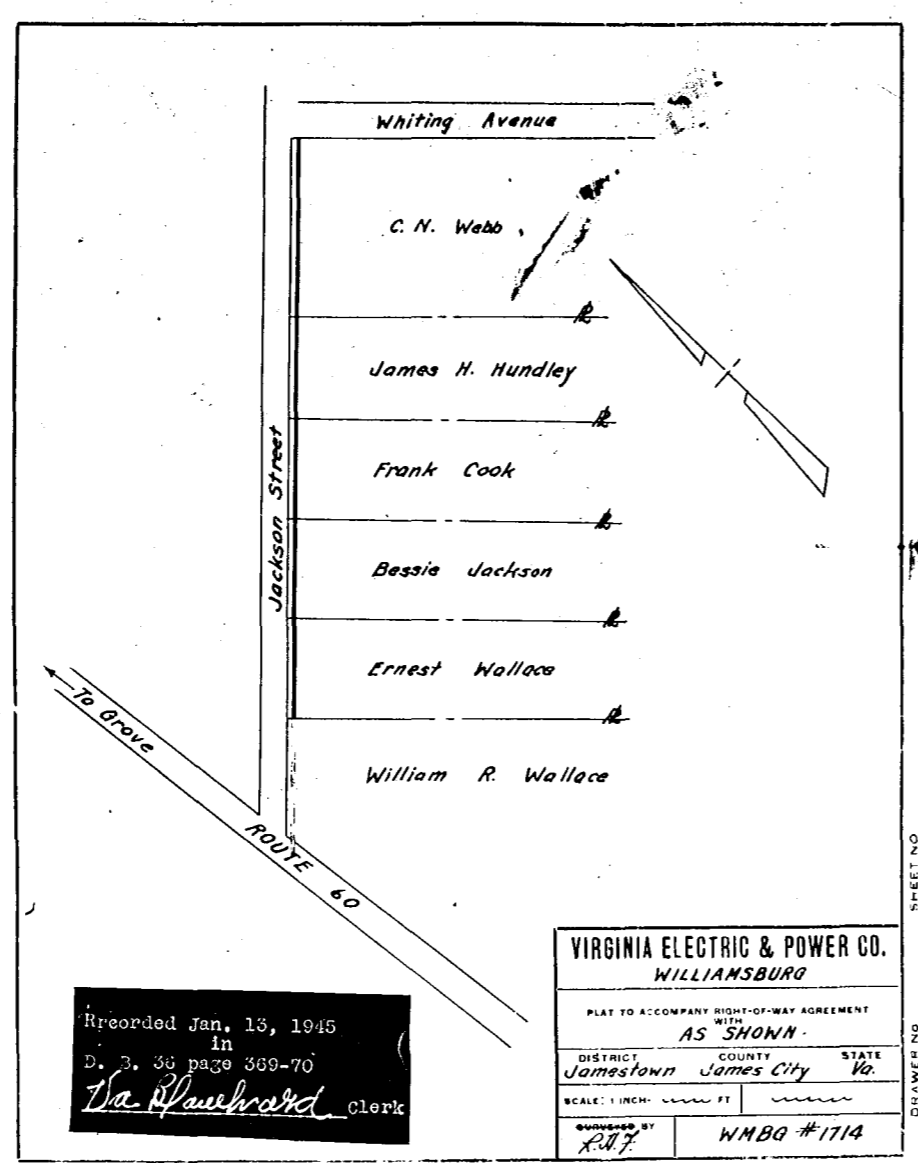 Whiting Avenue
C. N. Webb
James H. Hundley
Frank Cook
Jackson Street
Bessie Jackson
Ernest Wallace
To Grove
William R. Wallace
ROUTE 60
SHEET NO
DRAWER NO
VIRGINIA ELECTRIC & POWER CO.
WILLIAMSBURG
PLAT TO ACCOMPANY RIGHT-OF-WAY AGREEMENT
WITH
AS SHOWN.
DISTRICT COUNTY STATE
Jamestown James City Va.
SCALE: 1 INCH- FT
SURVEYED BY
WMBG #1714
Rrecorded Jan. 13, 1945
in
D. B. 36 page 369-70
Clerk